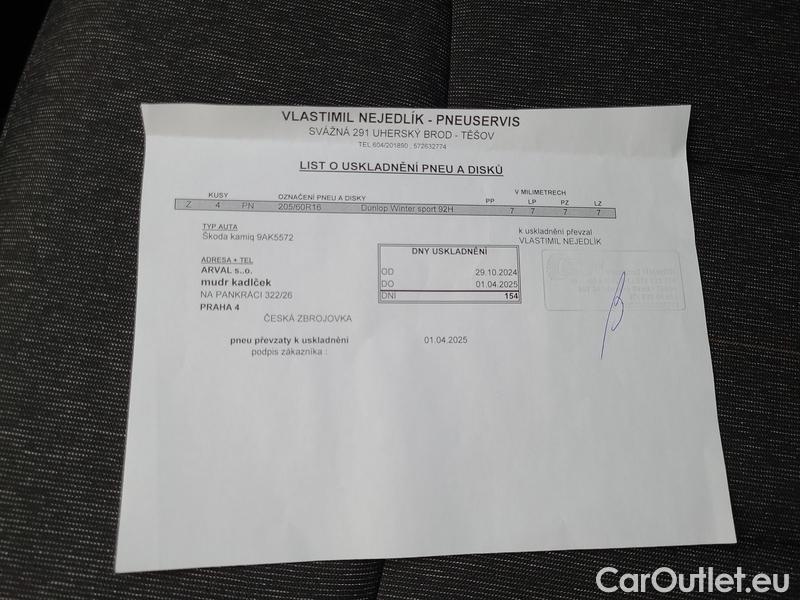 VLASTIMIL NEJEDLÍK - PNEUSERVIS
SVÁŽNÁ 291 UHERSKÝ BROD - TĚŠOV
TEL 604/201890 , 572632774
LIST O USKLADNĚNÍ PNEU A DISKŮ
KUSY OZNAČENÍ PNEU A DISKY V MILIMETRECH
PP LP PZ LZ
Z 4 PN 205/60R16 Dunlop Winter sport 92H 7 7 7 7
TYP AUTA
Škoda kamiq 9AK5572
k uskladnění převzal
VLASTIMIL NEJEDLÍK
ADRESA + TEL
ARVAL s..o.
mudr kadlček
NA PANKRÁCI 322/26
PRAHA 4
ČESKÁ ZBROJOVKA
DNY USKLADNĚNÍ
OD 29.10.2024
DO 01.04.2025
DNÍ 154
pneu převzaty k uskladnění 01.04.2025
podpis zákazníka :
CarOutlet.eu